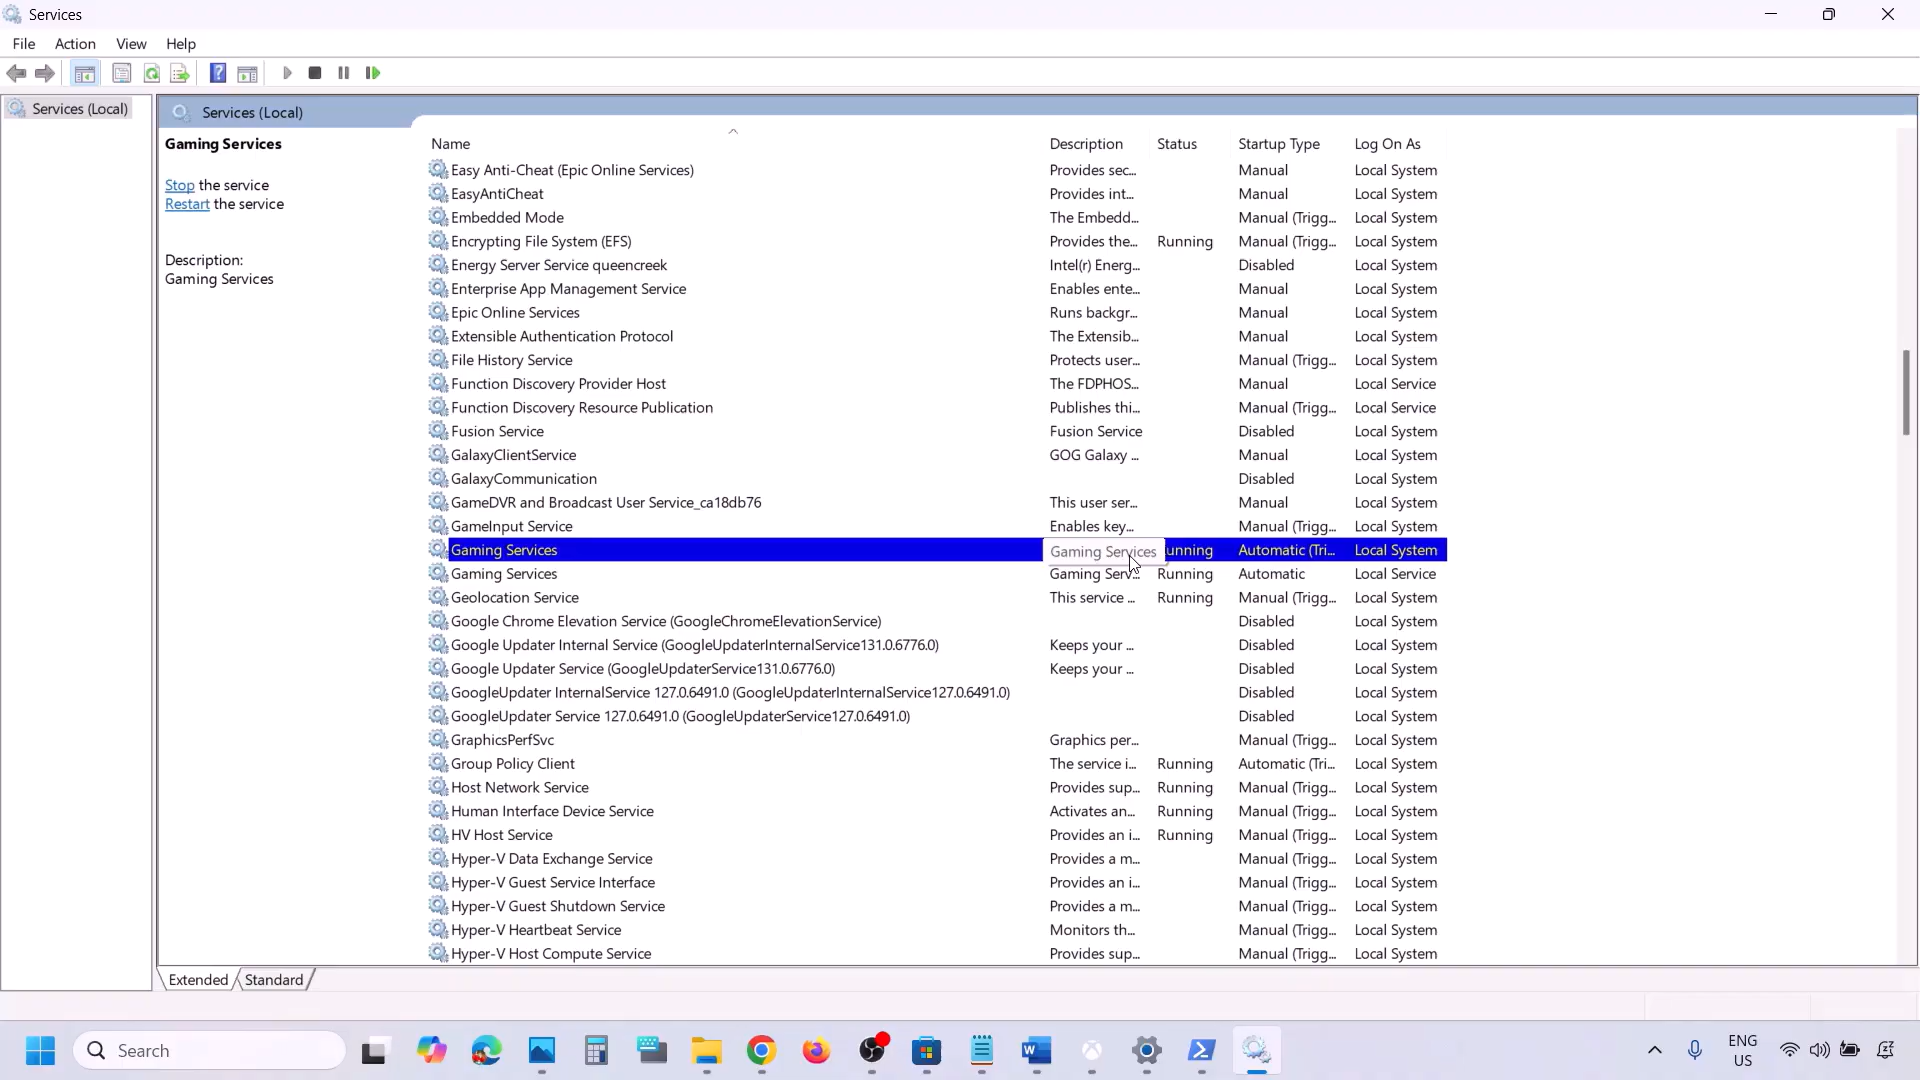 Services
File Action View Help
Services (Local)
Services (Local)
Gaming Services
Stop the service
Restart the service
Description:
Gaming Services
Name Description Status Startup Type Log On As
Easy Anti-Cheat (Epic Online Services) Provides sec... Manual Local System
EasyAntiCheat Provides int... Manual Local System
Embedded Mode The Embedd... Manual (Trigg... Local System
Encrypting File System (EFS) Provides the... Running Manual (Trigg... Local System
Energy Server Service queencreek Intel(r) Energ... Disabled Local System
Enterprise App Management Service Enables ente... Manual Local System
Epic Online Services Runs backgr... Manual Local System
Extensible Authentication Protocol The Extensib... Manual Local System
File History Service Protects user... Manual (Trigg... Local System
Function Discovery Provider Host The FDPHOS... Manual Local Service
Function Discovery Resource Publication Publishes thi... Manual (Trigg... Local Service
Fusion Service Fusion Service Disabled Local System
GalaxyClientService GOG Galaxy ... Manual Local System
GalaxyCommunication Disabled Local System
GameDVR and Broadcast User Service_ca18db76 This user ser... Manual Local System
GameInput Service Enables key... Manual (Trigg... Local System
Gaming Services Gaming Services unning Automatic (Tri... Local System
Gaming Services Gaming Serv... Running Automatic Local Service
Geolocation Service This service ... Running Manual (Trigg... Local System
Google Chrome Elevation Service (GoogleChromeElevationService) Disabled Local System
Google Updater Internal Service (GoogleUpdaterInternalService131.0.6776.0) Keeps your ... Disabled Local System
Google Updater Service (GoogleUpdaterService131.0.6776.0) Keeps your ... Disabled Local System
GoogleUpdater InternalService 127.0.6491.0 (GoogleUpdaterInternalService127.0.6491.0) Disabled Local System
GoogleUpdater Service 127.0.6491.0 (GoogleUpdaterService127.0.6491.0) Disabled Local System
GraphicsPerfSvc Graphics per... Manual (Trigg... Local System
Group Policy Client The service i... Running Automatic (Tri... Local System
Host Network Service Provides sup... Running Manual (Trigg... Local System
Human Interface Device Service Activates an... Running Manual (Trigg... Local System
HV Host Service Provides an i... Running Manual (Trigg... Local System
Hyper-V Data Exchange Service Provides a m... Manual (Trigg... Local System
Hyper-V Guest Service Interface Provides an i... Manual (Trigg... Local System
Hyper-V Guest Shutdown Service Provides a m... Manual (Trigg... Local System
Hyper-V Heartbeat Service Monitors th... Manual (Trigg... Local System
Hyper-V Host Compute Service Provides sup... Manual (Trigg... Local System
Extended Standard
Search
ENG
US